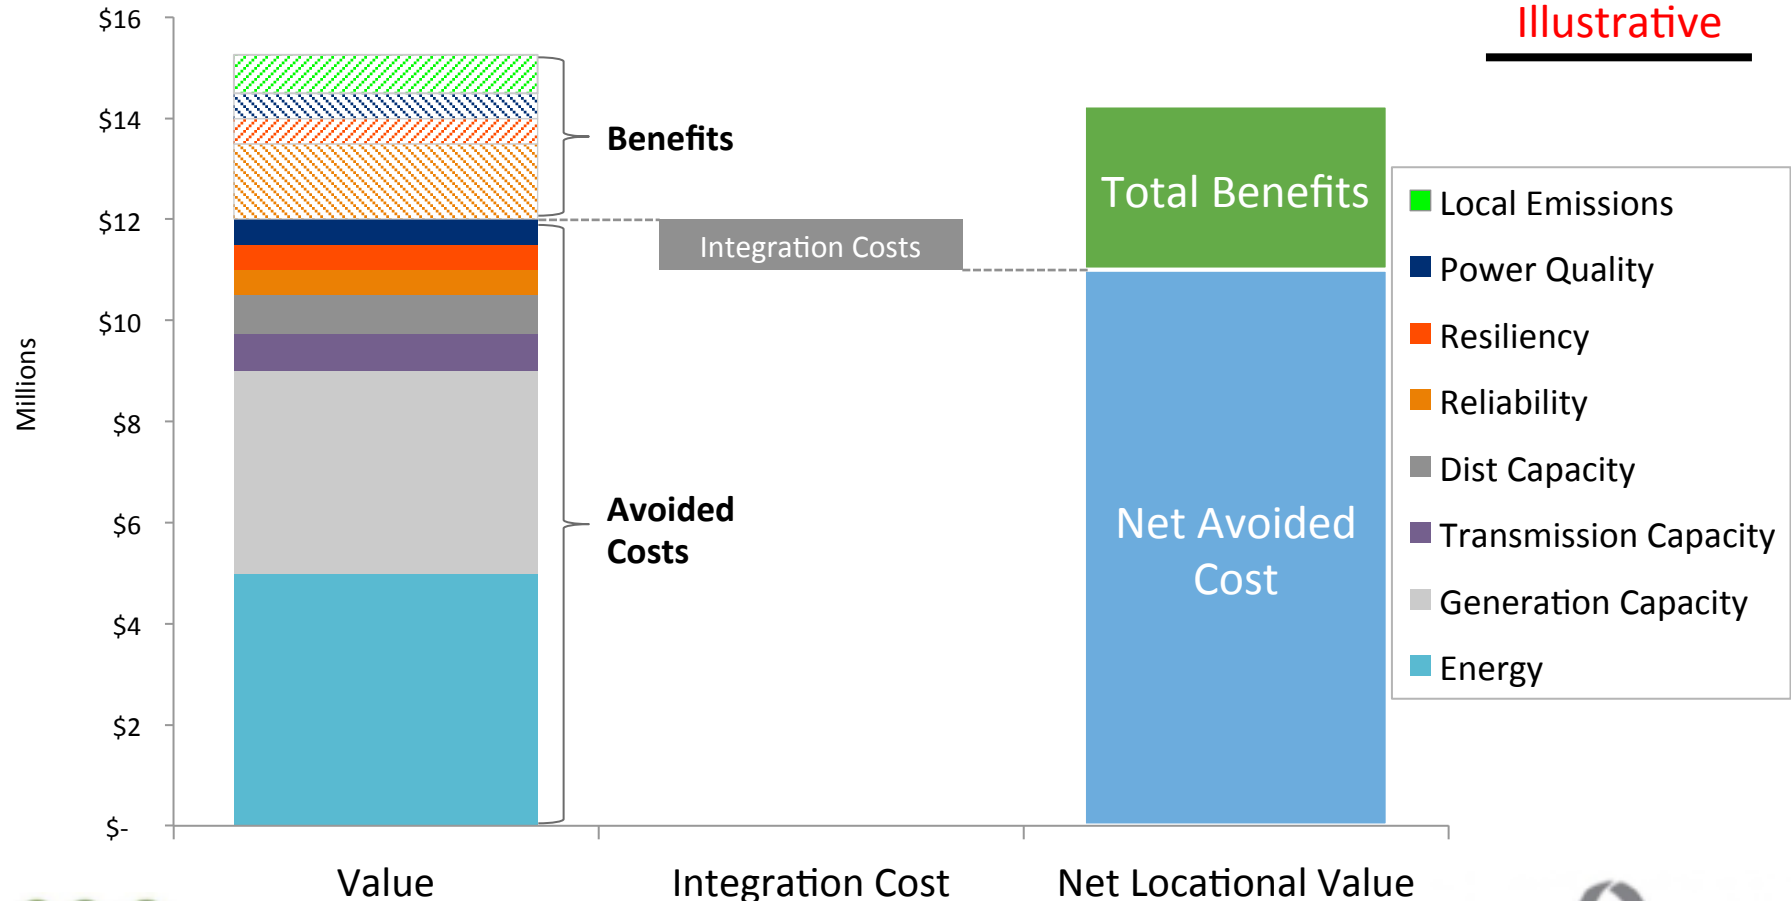 Illustrative
Millions
$16
$14
$12
$10
$8
$6
$4
$2
$-
Benefits
Avoided
Costs
Integration Costs
Total Benefits
Net Avoided
Cost
Local Emissions
Power Quality
Resiliency
Reliability
Dist Capacity
Transmission Capacity
Generation Capacity
Energy
Value
Integration Cost
Net Locational Value